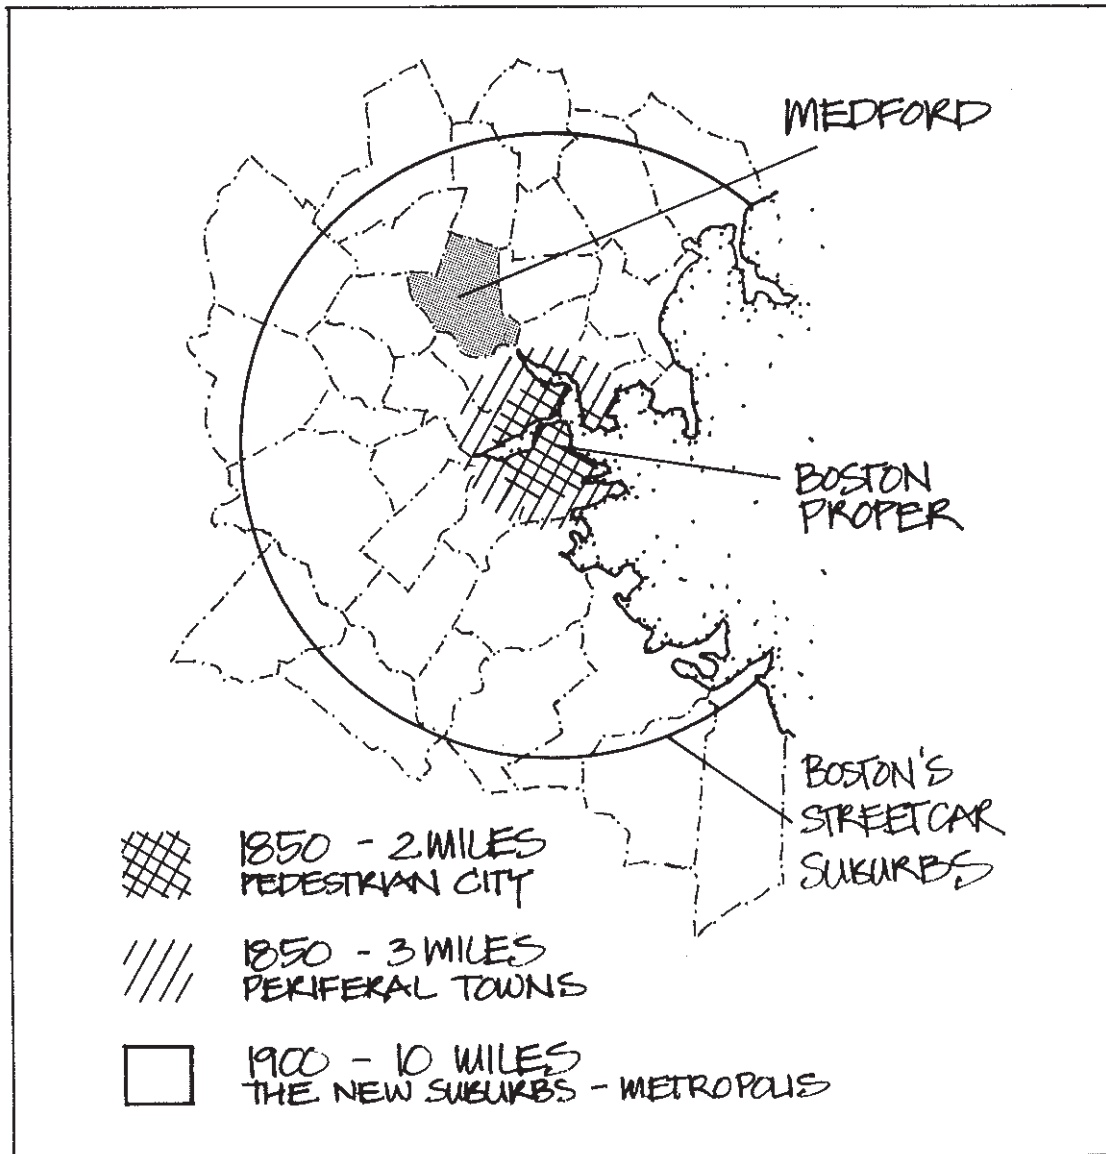 MEDFORD
BOSTON
PROPER
BOSTON'S
STREETCAR
SUBURBS
1850 - 2 MILES
PEDESTRIAN CITY
1850 - 3 MILES
PERIFERAL TOWNS
1900 - 10 MILES
THE NEW SUBURBS - METROPOLIS